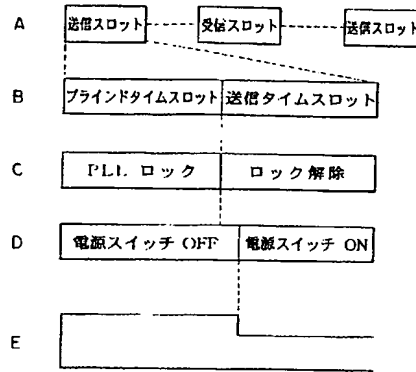 A 送信スロット 受信スロット 送信スロット
B ブラインドタイムスロット 送信タイムスロット
C PLL ロック ロック解除
D 電源スイッチ OFF 電源スイッチ ON
E